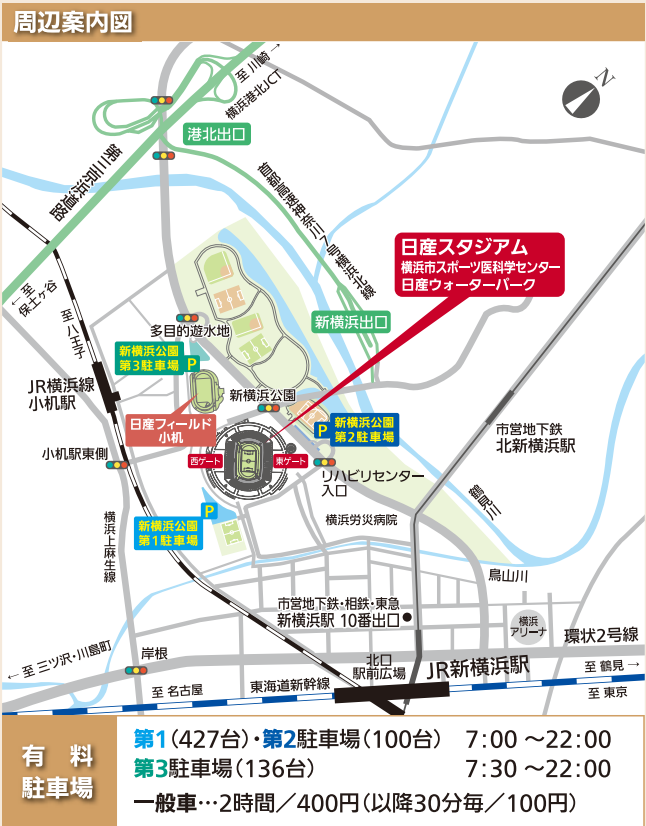 周辺案内図
N
至 川崎 →
横浜港北JCT
港北出口
第三京浜道路
首都高速神奈川7号横浜北線
← 至 保土ヶ谷
至 八王子
日産スタジアム
横浜市スポーツ医科学センター
日産ウォーターパーク
新横浜出口
多目的遊水地
新横浜公園
第3駐車場
P
JR横浜線
小机駅
新横浜公園
日産フィールド
小机
P
新横浜公園
第2駐車場
市営地下鉄
北新横浜駅
小机駅東側
西ゲート
東ゲート
リハビリセンター
入口
鶴見川
P
新横浜公園
第1駐車場
横浜労災病院
横浜上麻生線
鳥山川
市営地下鉄・相鉄・東急
新横浜駅 10番出口
横浜
アリーナ
環状2号線
← 至 三ツ沢・川島町
岸根
北口
駅前広場
JR新横浜駅
至 鶴見 →
至 名古屋
東海道新幹線
至 東京
有　料
駐車場
第1（427台）・第2駐車場（100台） 7：00 ～22：00
第3駐車場（136台） 7：30 ～22：00
一般車…2時間／400円（以降30分毎／100円）